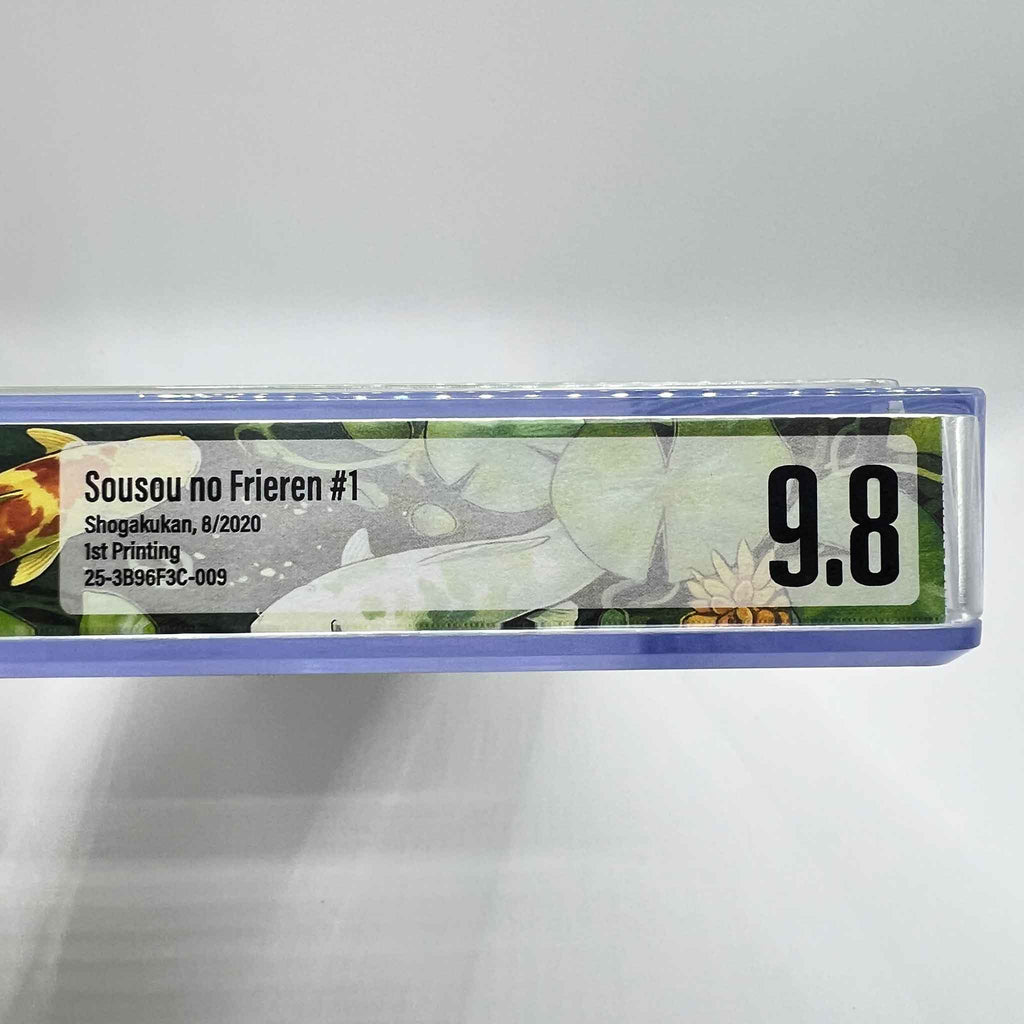 Sousou no Frieren #1
Shogakukan, 8/2020
1st Printing
25-3B96F3C-009
9.8